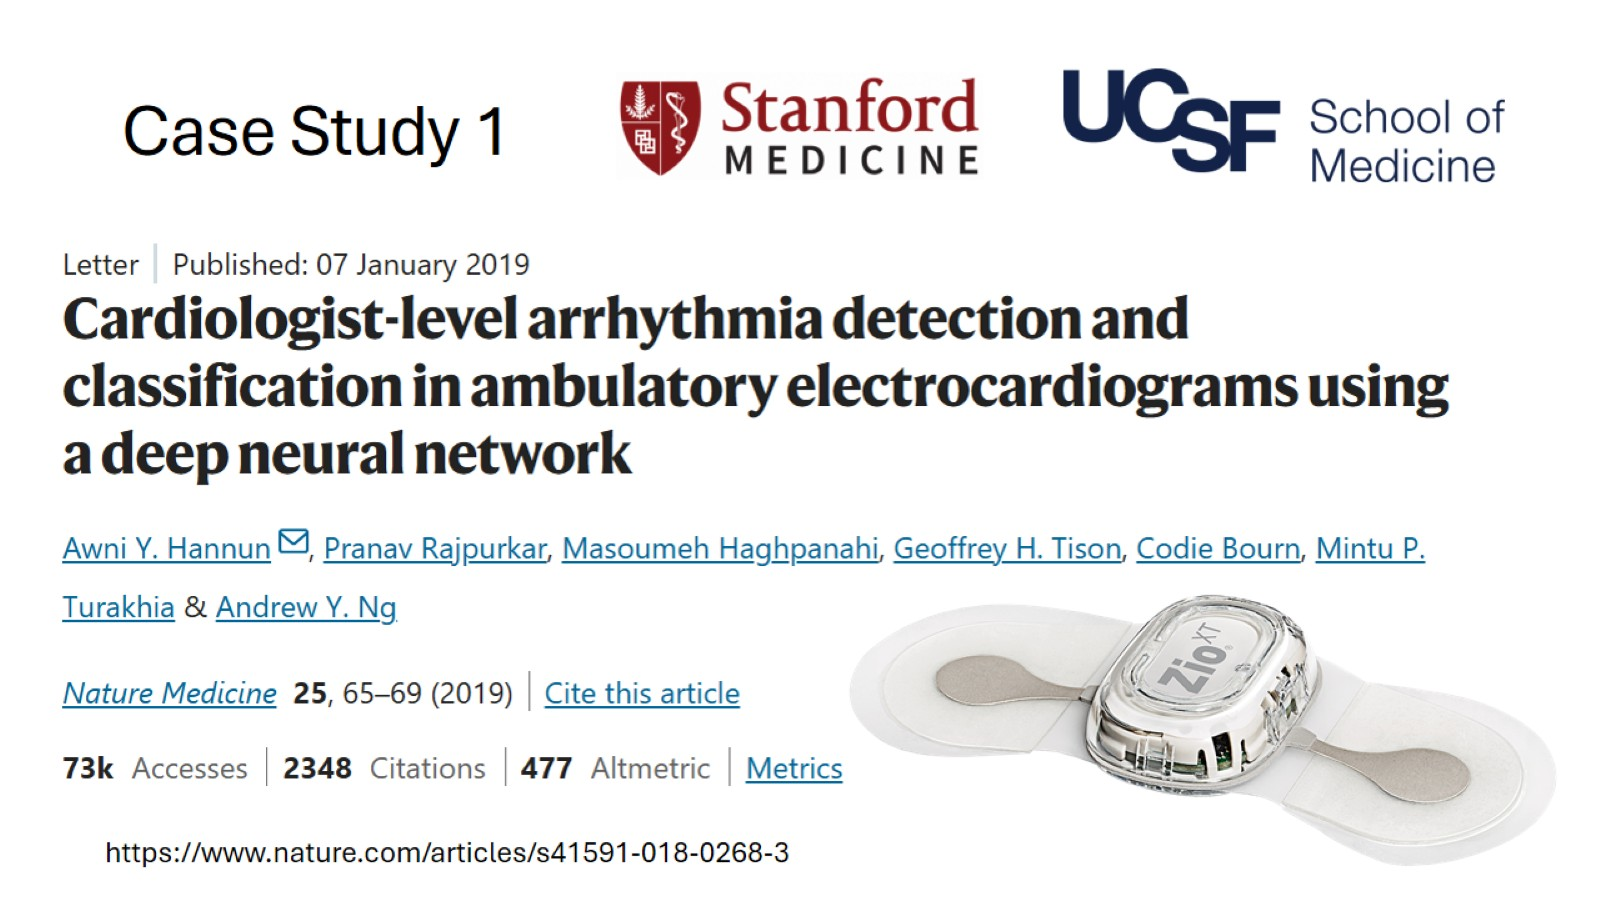 Case Study 1
Stanford
MEDICINE
UCSF
School of
Medicine
Letter | Published: 07 January 2019
Cardiologist-level arrhythmia detection and
classification in ambulatory electrocardiograms using
a deep neural network
Awni Y. Hannun, Pranav Rajpurkar, Masoumeh Haghpanahi, Geoffrey H. Tison, Codie Bourn, Mintu P.
Turakhia & Andrew Y. Ng
Zio® XT
Nature Medicine 25, 65–69 (2019) | Cite this article
73k Accesses | 2348 Citations | 477 Altmetric | Metrics
https://www.nature.com/articles/s41591-018-0268-3